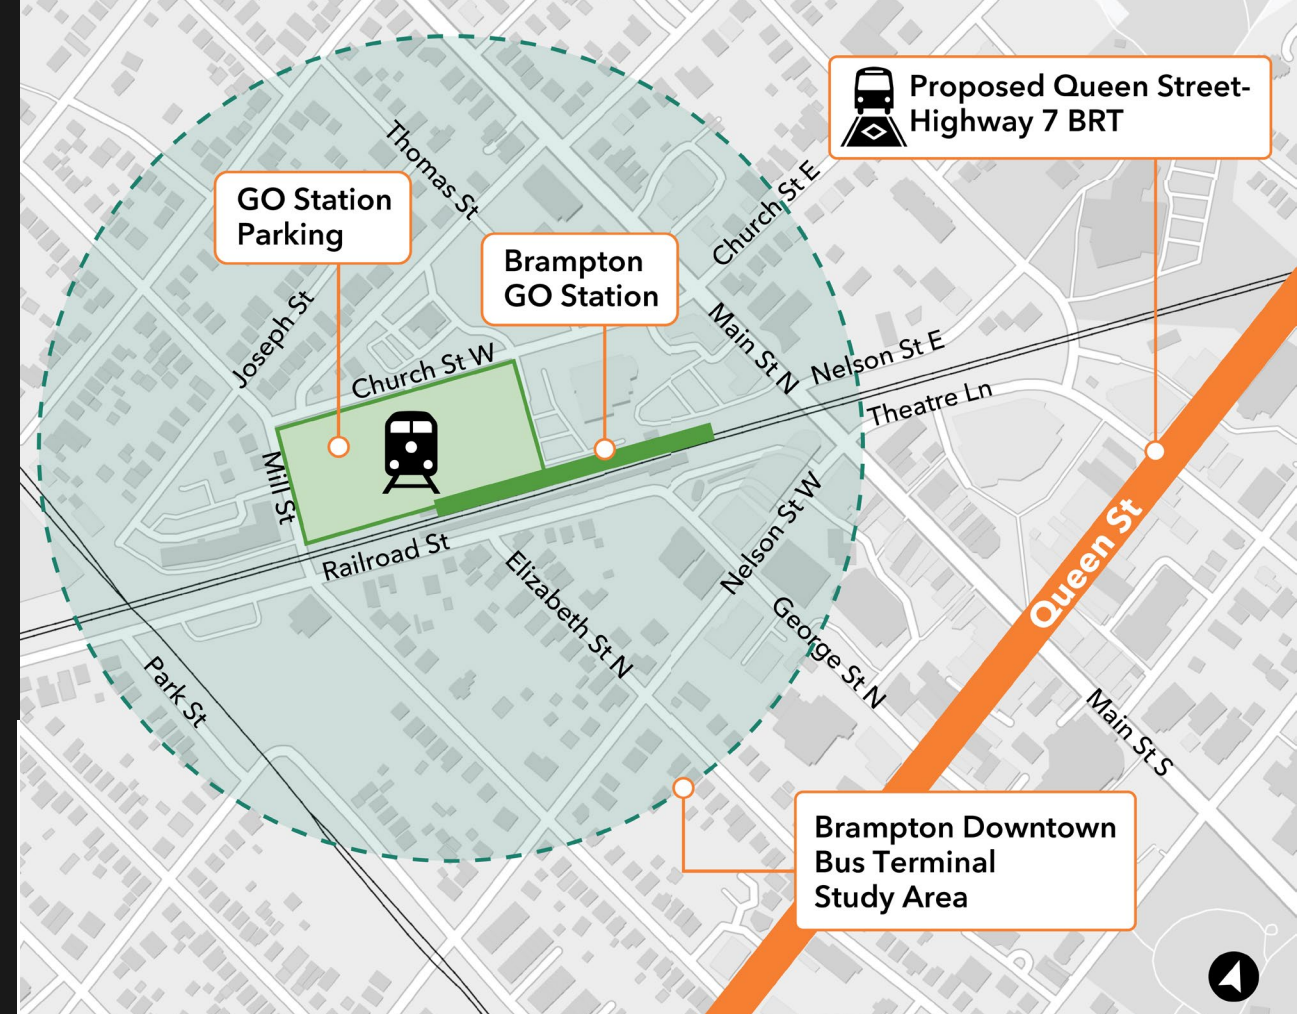 Proposed Queen Street-
Highway 7 BRT
Thomas St
Church St E
GO Station
Parking
Brampton
GO Station
Joseph St
Main St N
Nelson St E
Church St W
Theatre Ln
Mill St
Nelson St W
Queen St
Railroad St
Elizabeth St N
George St N
Park St
Main St S
Brampton Downtown
Bus Terminal
Study Area